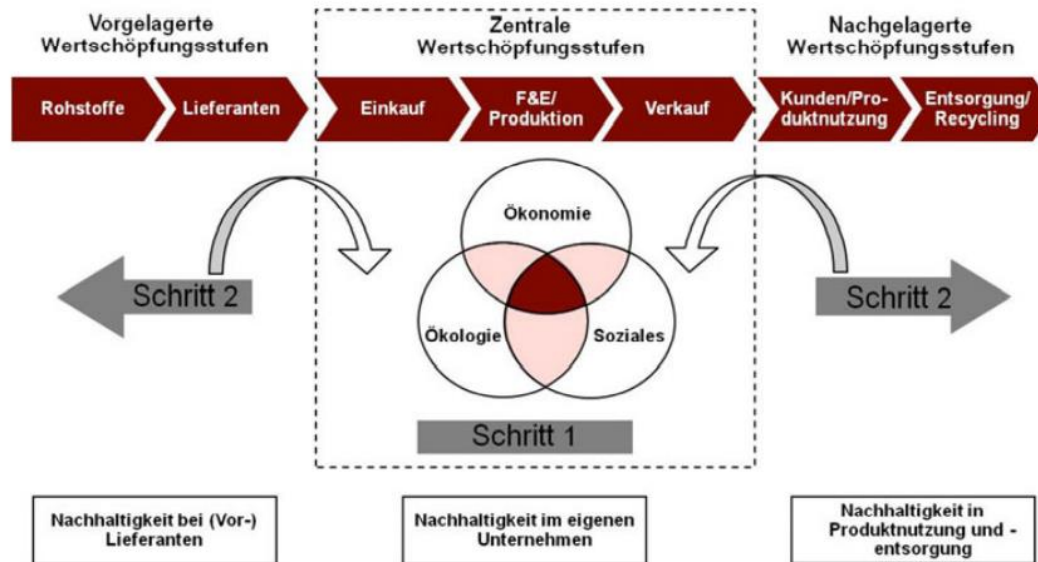 Vorgelagerte
Wertschöpfungsstufen
Zentrale
Wertschöpfungsstufen
Nachgelagerte
Wertschöpfungsstufen
Rohstoffe
Lieferanten
Einkauf
F&E/
Produktion
Verkauf
Kunden/Pro-
duktnutzung
Entsorgung/
Recycling
Ökonomie
Ökologie
Soziales
Schritt 2
Schritt 2
Schritt 1
Nachhaltigkeit bei (Vor-)
Lieferanten
Nachhaltigkeit im eigenen
Unternehmen
Nachhaltigkeit in
Produktnutzung und -
entsorgung